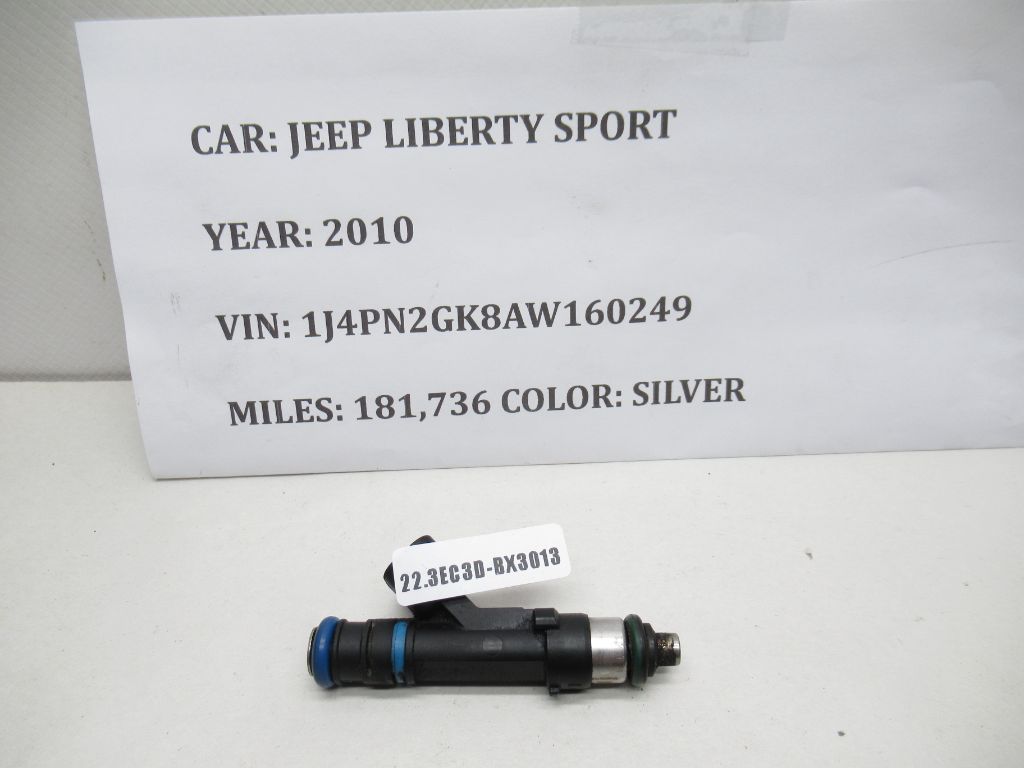 CAR: JEEP LIBERTY SPORT
YEAR: 2010
VIN: 1J4PN2GK8AW160249
MILES: 181,736 COLOR: SILVER
22.3EC3D-BX3013